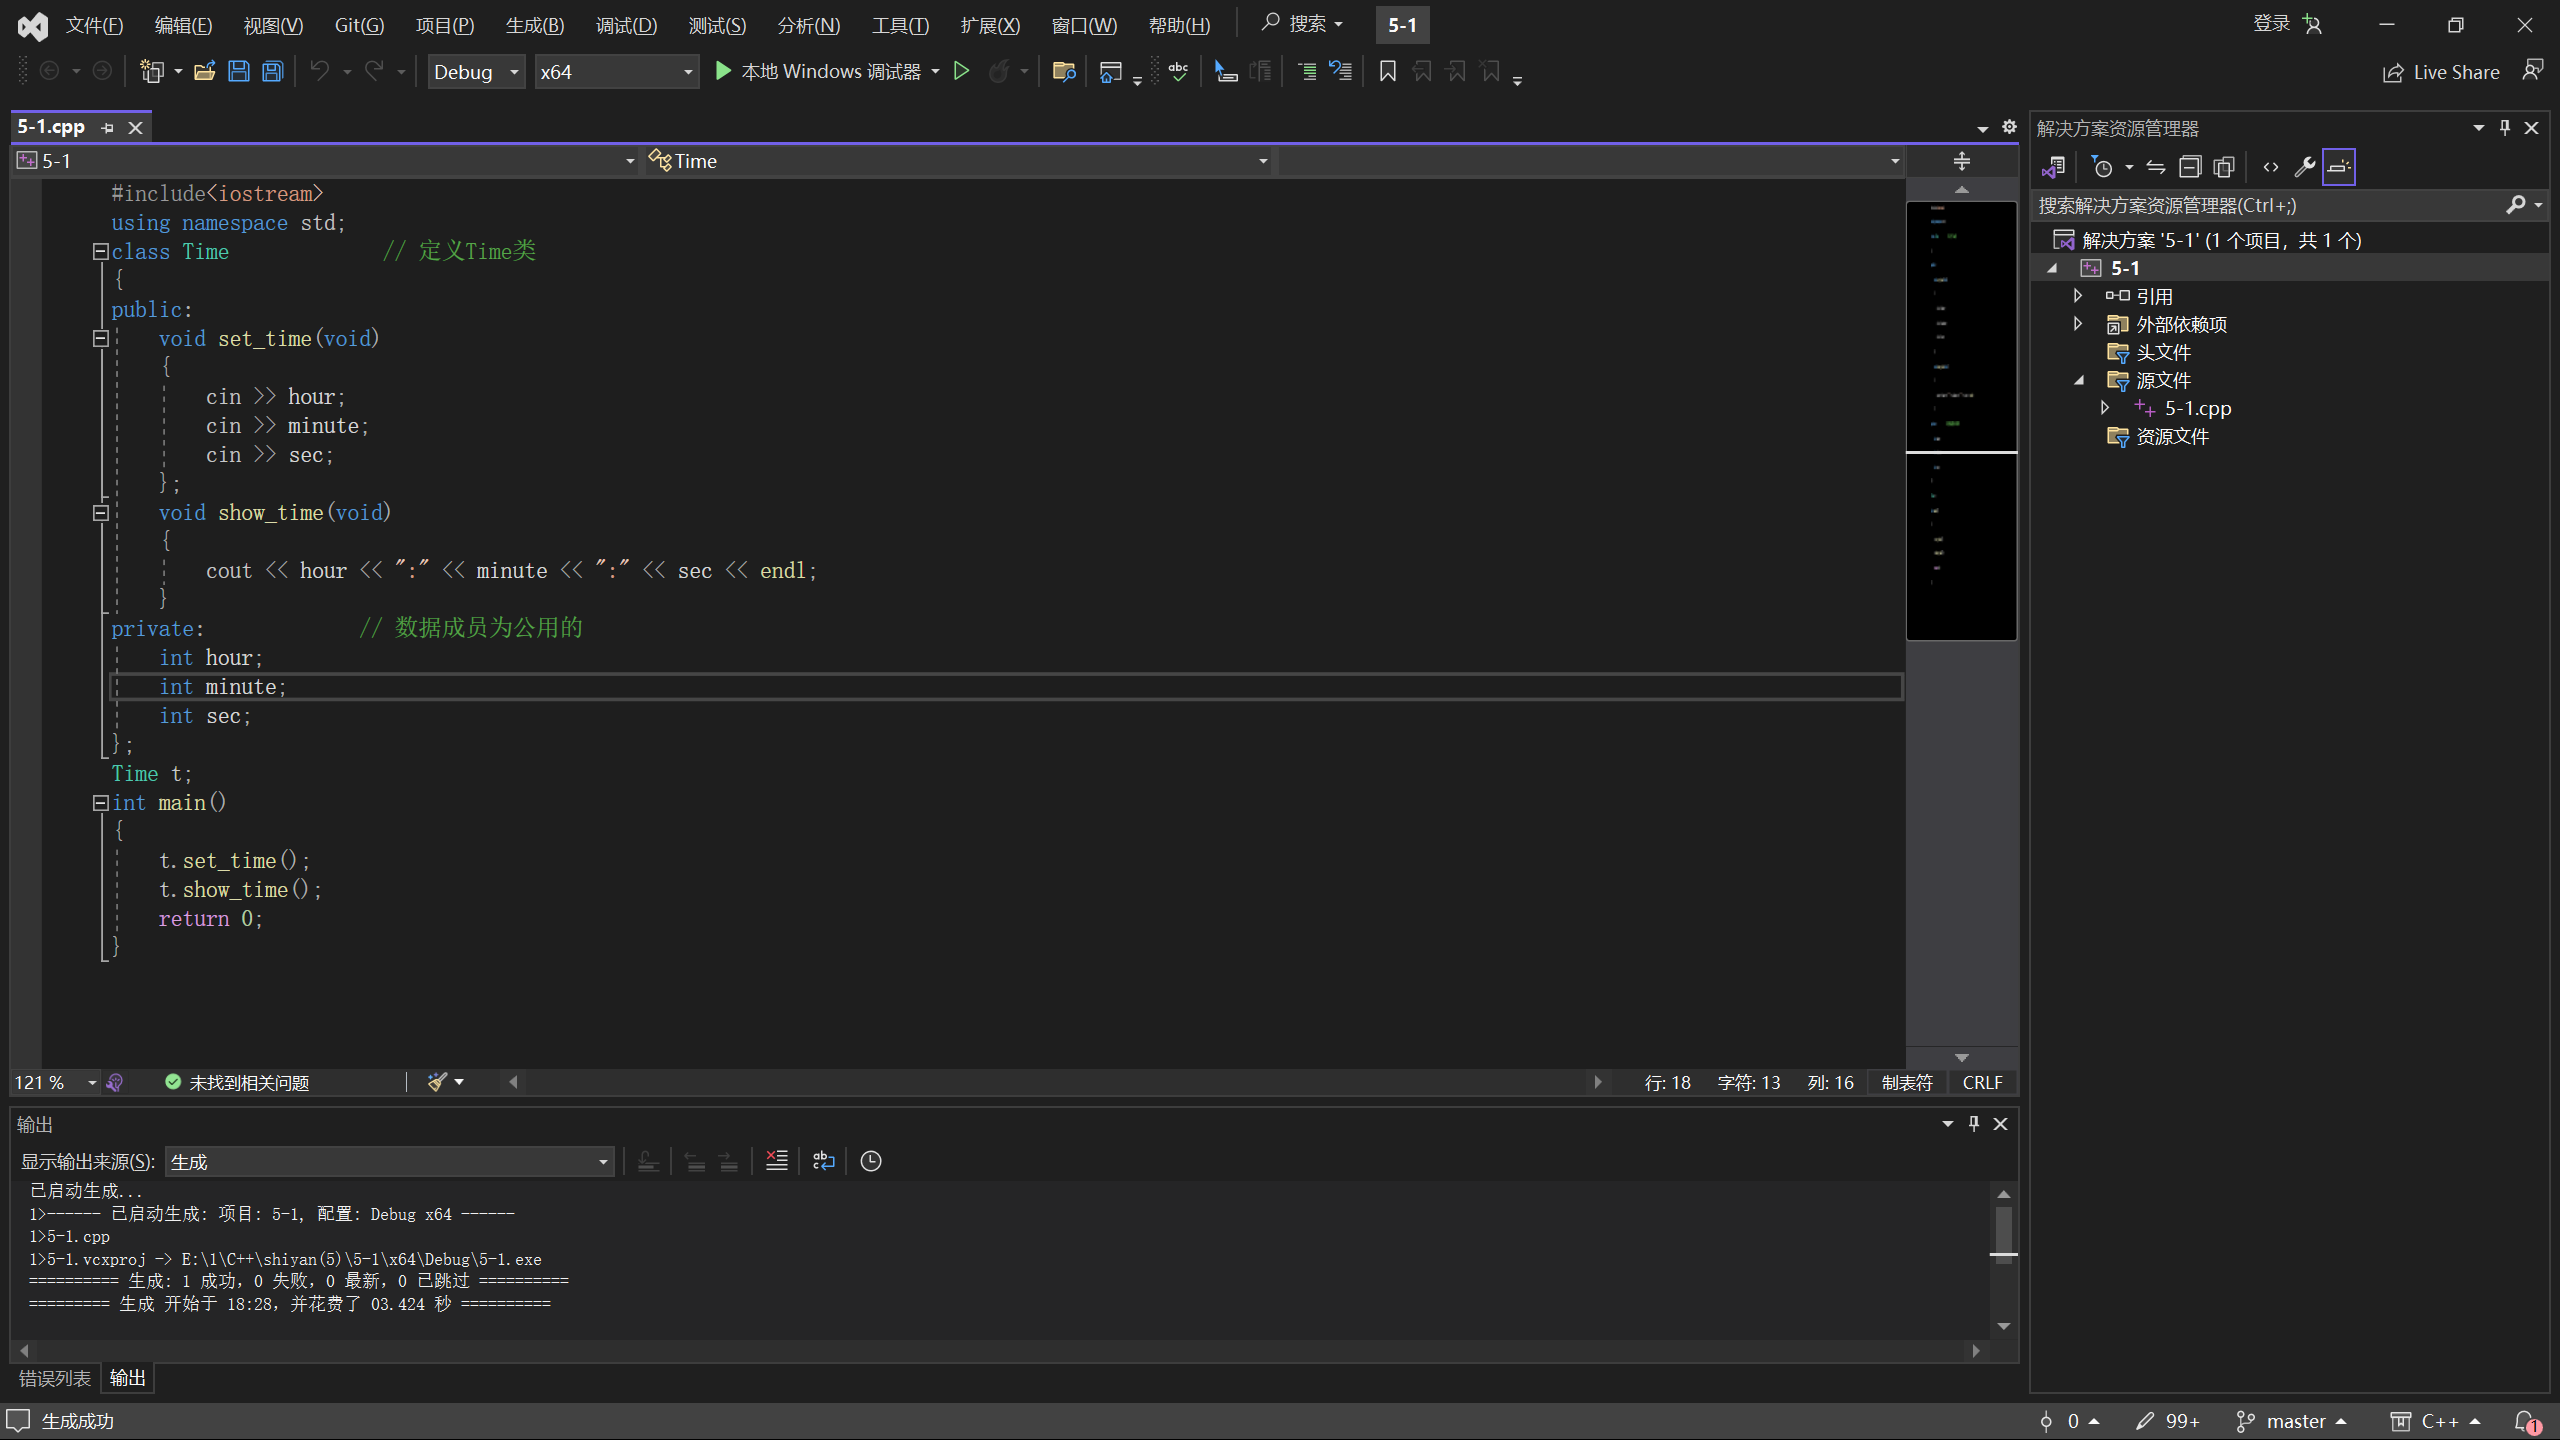 文件(F) 编辑(E) 视图(V) Git(G) 项目(P) 生成(B) 调试(D) 测试(S) 分析(N) 工具(T) 扩展(X) 窗口(W) 帮助(H) 搜索 5-1 登录
Debug x64 本地 Windows 调试器 abc Live Share
5-1.cpp
5-1 Time
#include<iostream>
using namespace std;
class Time // 定义Time类
{
public:
void set_time(void)
{
cin >> hour;
cin >> minute;
cin >> sec;
};
void show_time(void)
{
cout << hour << ":" << minute << ":" << sec << endl;
}
private: // 数据成员为公用的
int hour;
int minute;
int sec;
};
Time t;
int main()
{
t.set_time();
t.show_time();
return 0;
}
121 % 未找到相关问题 行: 18 字符: 13 列: 16 制表符 CRLF
输出
显示输出来源(S): 生成
已启动生成...
1>------ 已启动生成: 项目: 5-1, 配置: Debug x64 ------
1>5-1.cpp
1>5-1.vcxproj -> E:\1\C++\shiyan(5)\5-1\x64\Debug\5-1.exe
========== 生成: 1 成功，0 失败，0 最新，0 已跳过 ==========
========= 生成 开始于 18:28，并花费了 03.424 秒 ==========
错误列表 输出
解决方案资源管理器
搜索解决方案资源管理器(Ctrl+;)
解决方案 '5-1' (1 个项目，共 1 个)
5-1
引用
外部依赖项
头文件
源文件
5-1.cpp
资源文件
生成成功 0 99+ master C++ 1